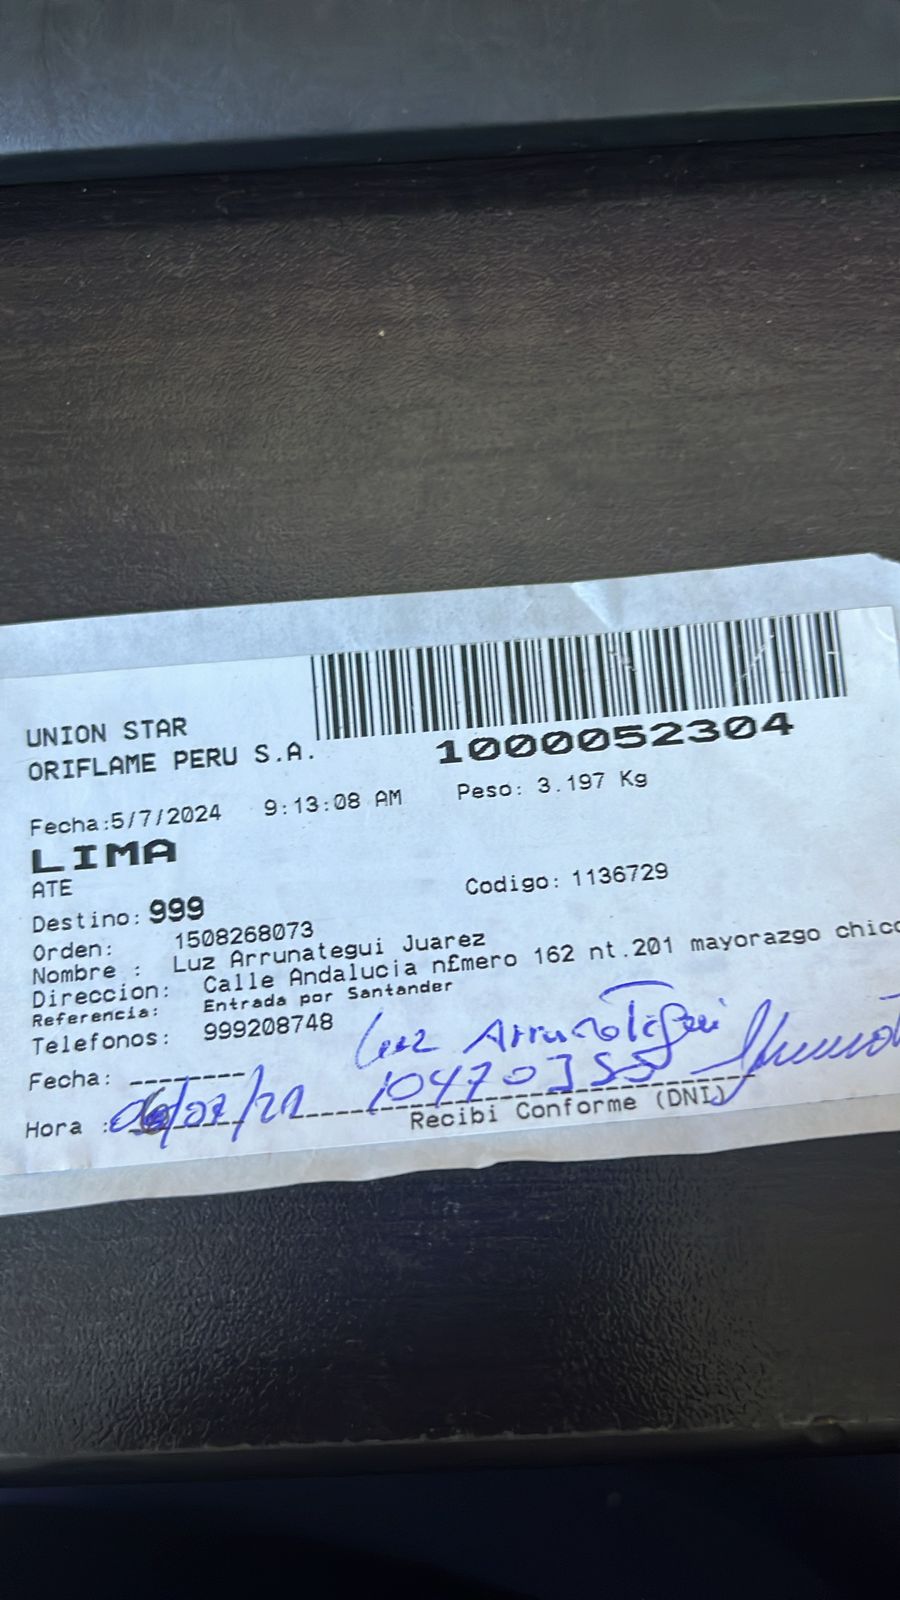 UNION STAR
ORIFLAME PERU S.A.
1000052304
Fecha:5/7/2024 9:13:08 AM Peso: 3.197 Kg
LIMA
ATE
Destino: 999 Codigo: 1136729
Orden: 1508268073
Nombre : Luz Arrunategui Juarez
Direccion: Calle Andalucia n£mero 162 nt.201 mayorazgo chico
Referencia: Entrada por Santander
Telefonos: 999208748
Luz Arrunategui
Fecha: --------
Hora :
Recibi Conforme (DNI)